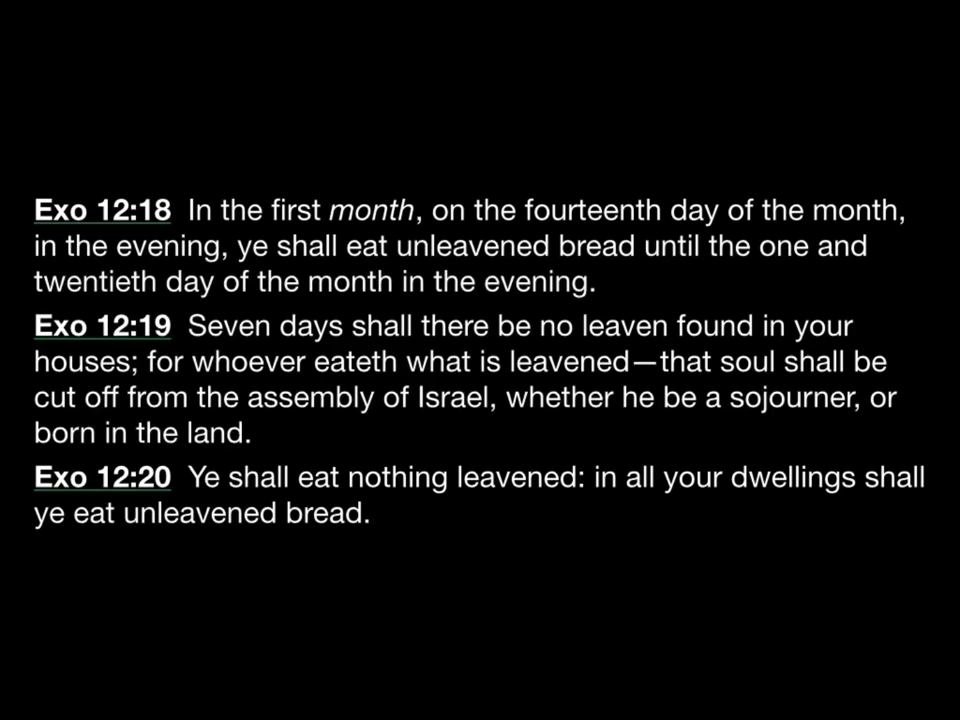 Exo 12:18 In the first month, on the fourteenth day of the month,
in the evening, ye shall eat unleavened bread until the one and
twentieth day of the month in the evening.
Exo 12:19 Seven days shall there be no leaven found in your
houses; for whoever eateth what is leavened—that soul shall be
cut off from the assembly of Israel, whether he be a sojourner, or
born in the land.
Exo 12:20 Ye shall eat nothing leavened: in all your dwellings shall
ye eat unleavened bread.